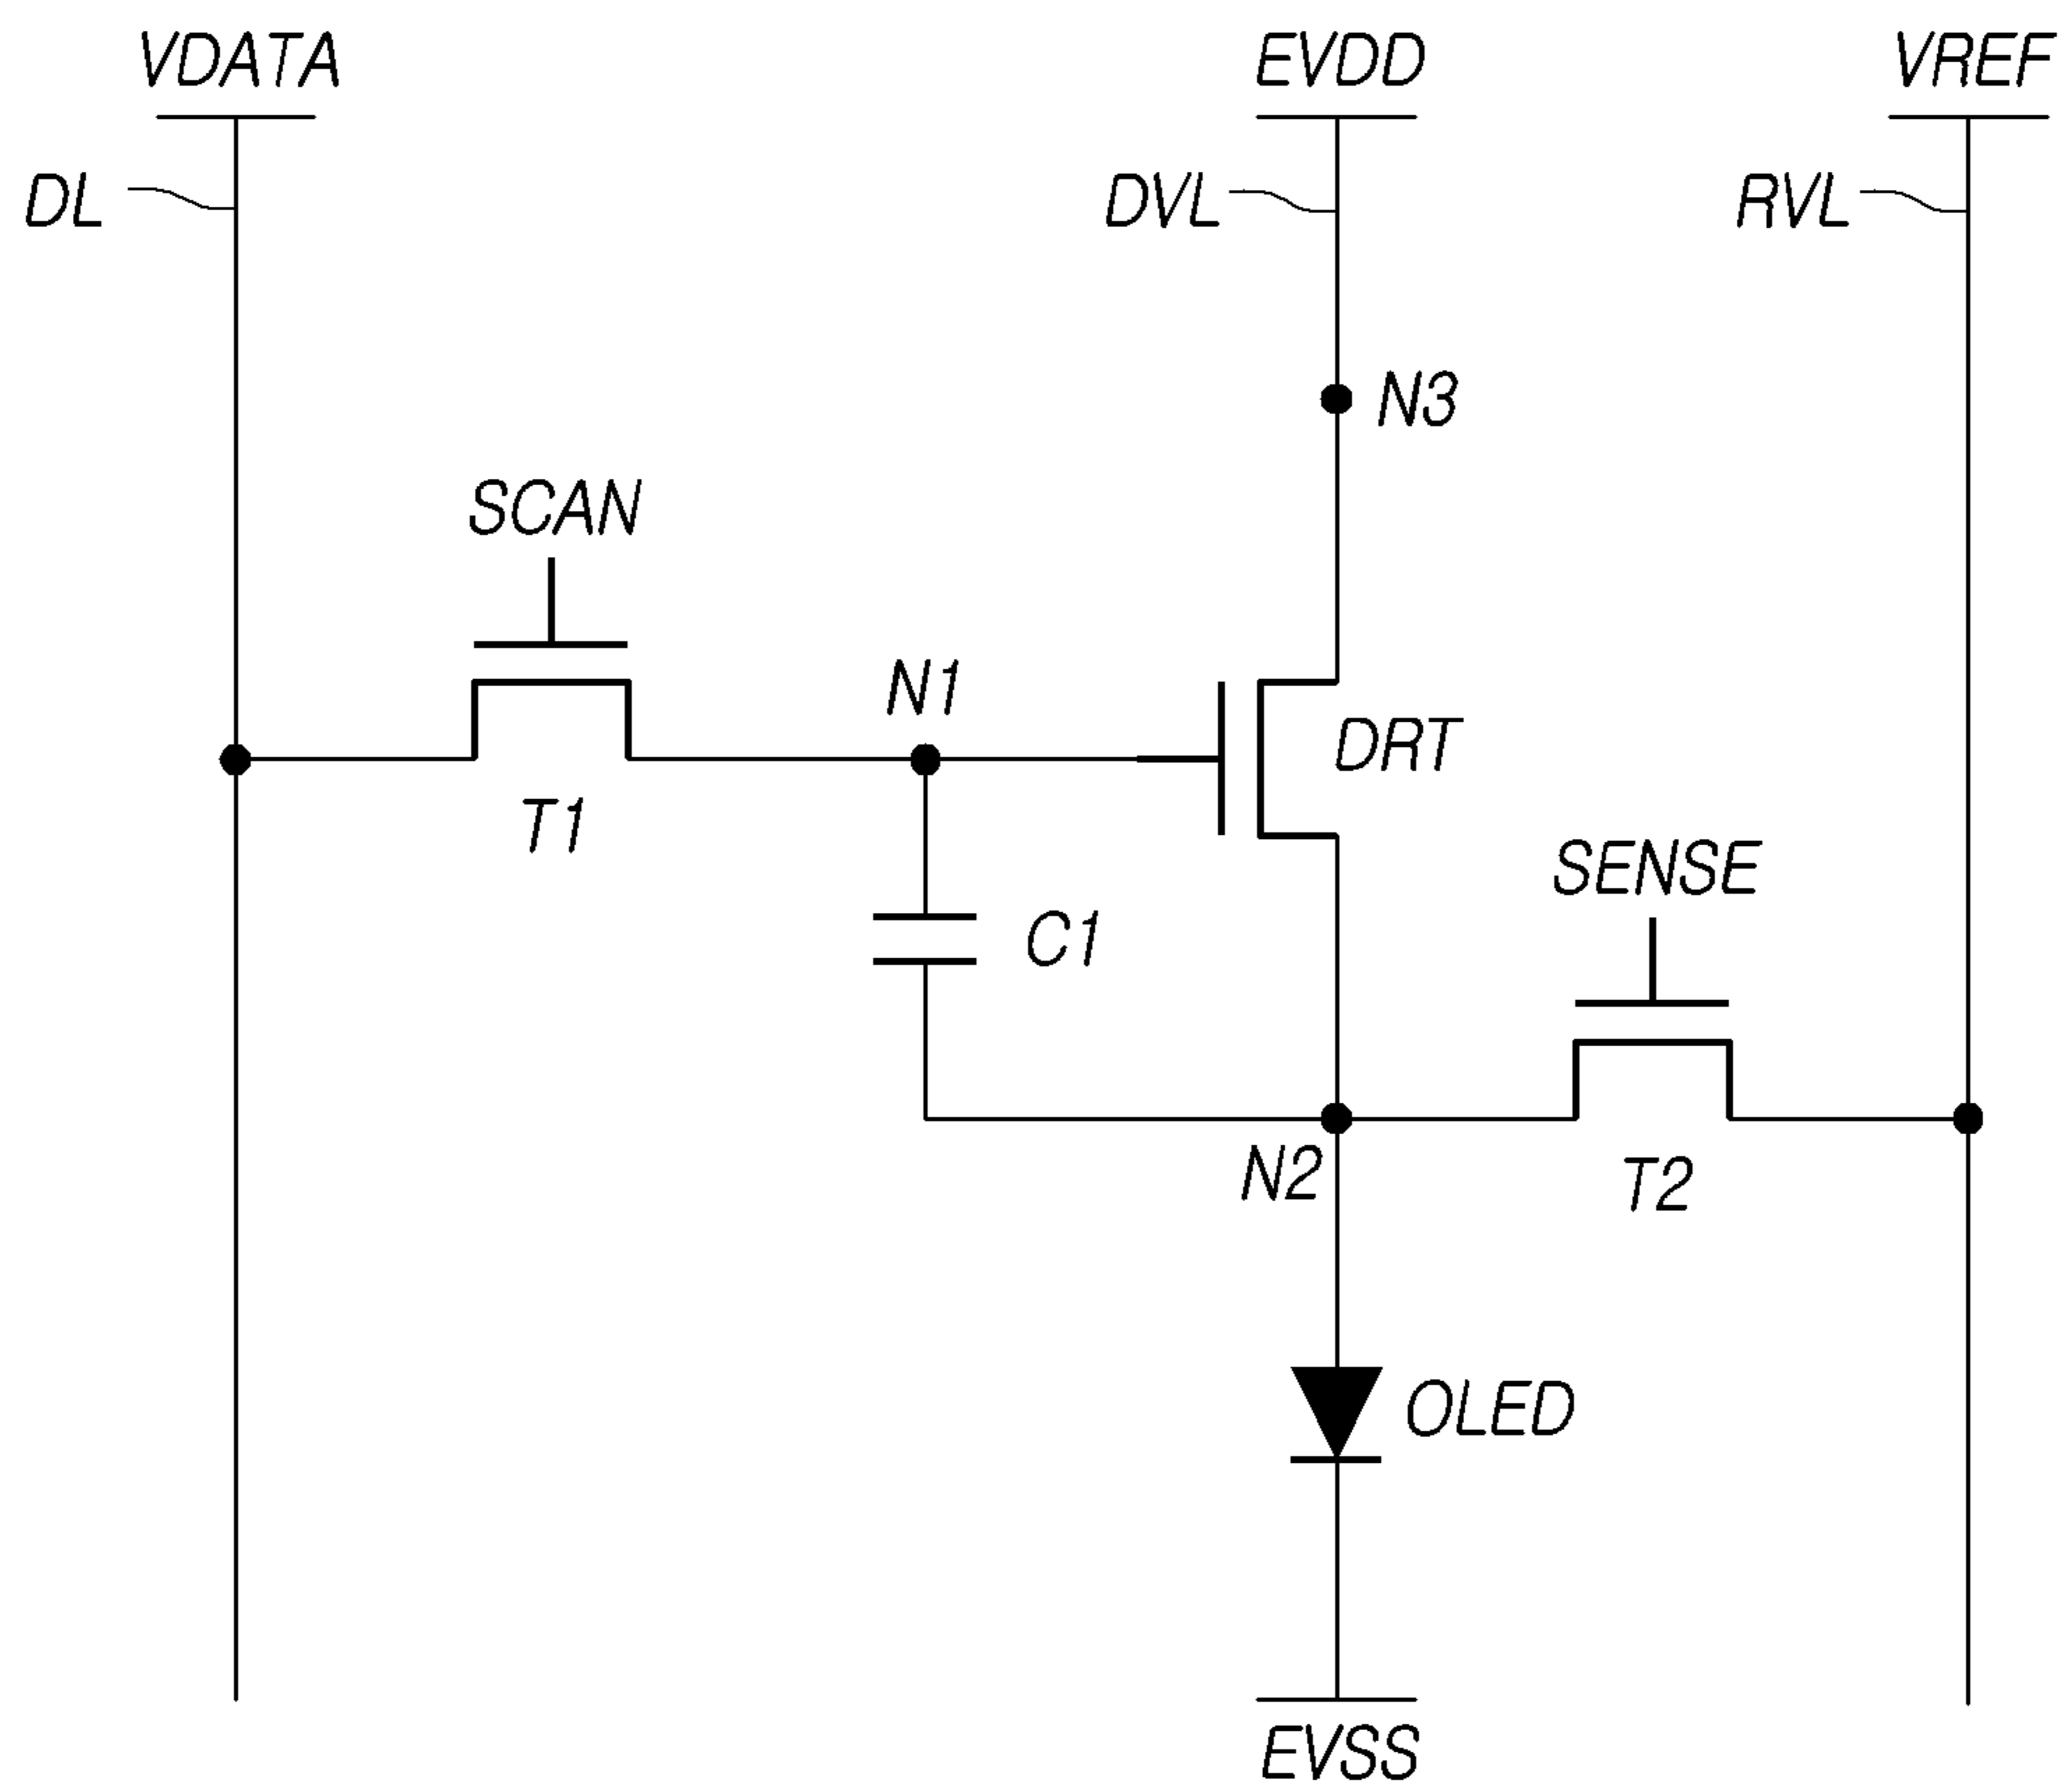 VDATA
EVDD
VREF
DL
DVL
RVL
N3
SCAN
N1
DRT
T1
SENSE
C1
N2
T2
OLED
EVSS